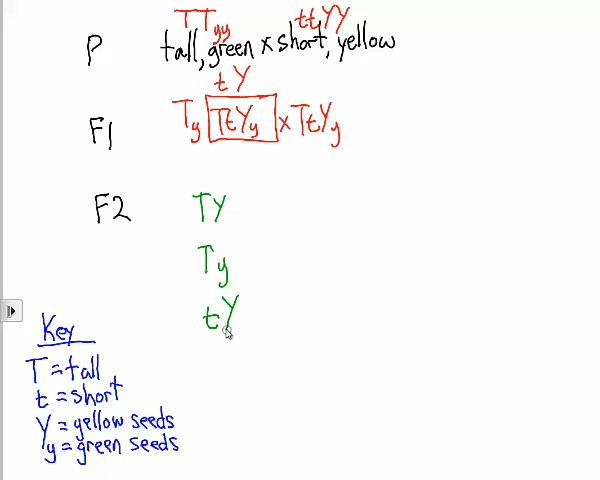 TTyy ttYY
P tall, green x short, yellow
tY
F1 Ty TtYy x TtYy
F2 TY
Ty
tY
Key
T = tall
t = short
Y = yellow seeds
y = green seeds